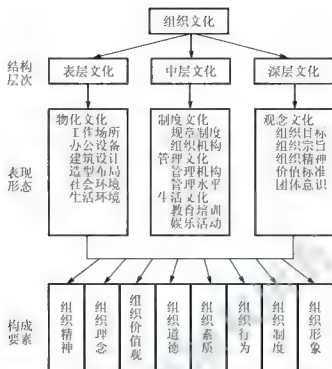 组织文化
结构
层次
表层文化
中层文化
深层文化
表现
形态
物化文化
工作场所
办公设备
建筑设计
造型布局
社会环境
生活环境
制度文化
规章制度
组织机构
管理文化
管理机构
管理水平
生活文化
教育培训
娱乐活动
观念文化
组织目标
组织宗旨
组织精神
价值标准
团体意识
构成
要素
组织精神
组织理念
组织价值观
组织道德
组织素质
组织行为
组织制度
组织形象